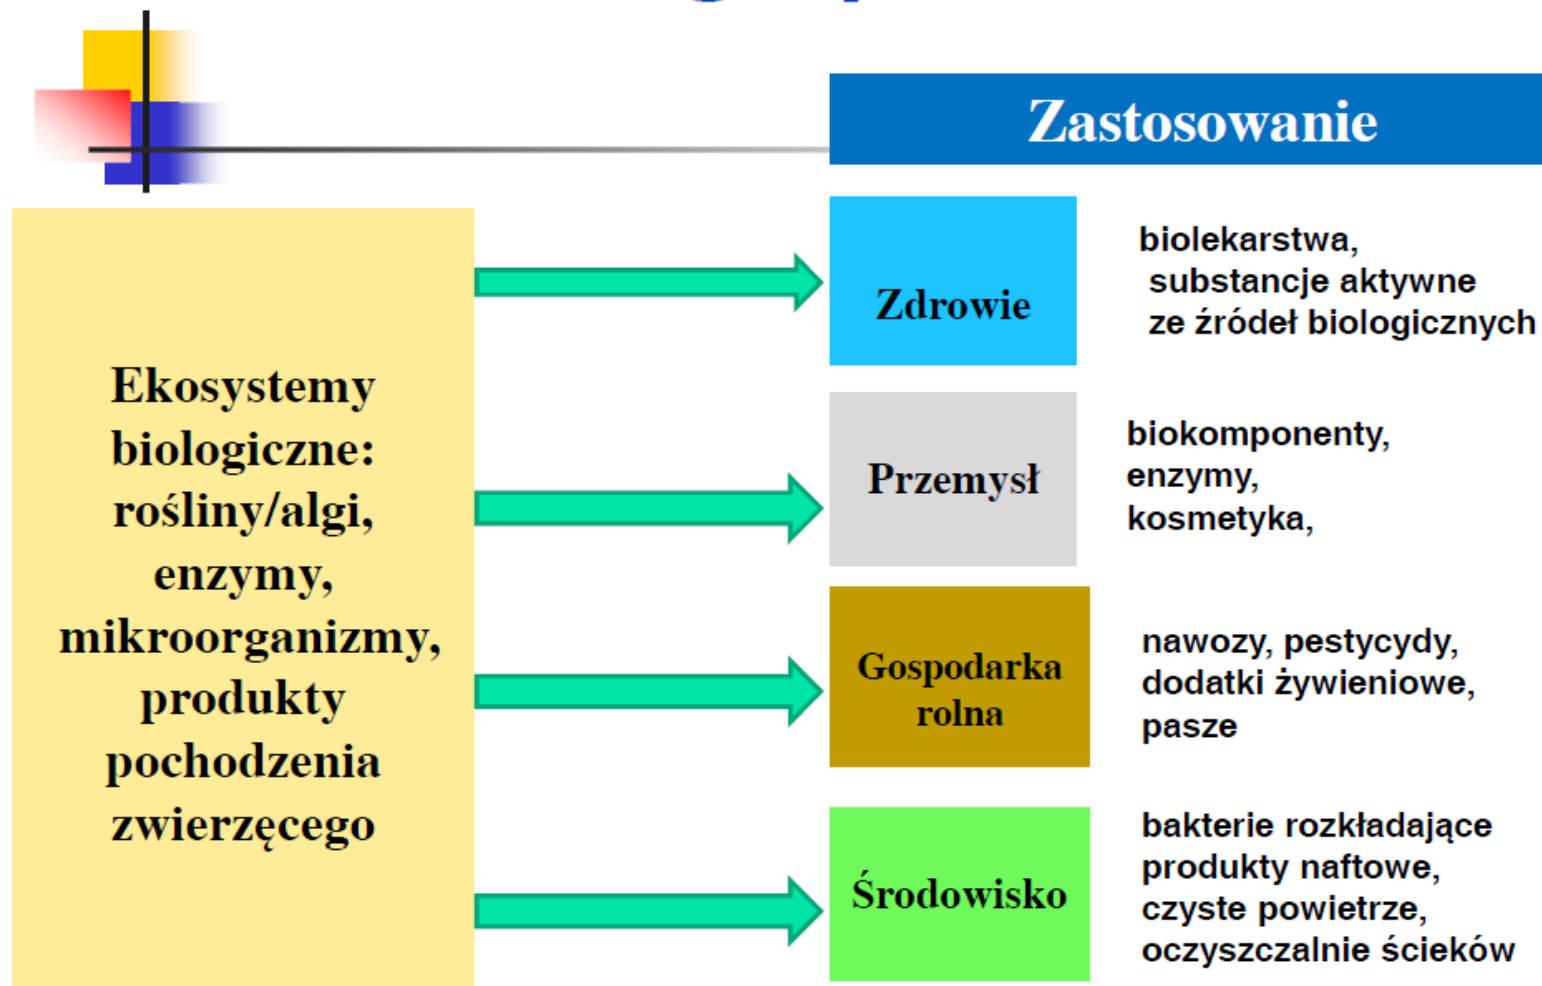 Zastosowanie
Ekosystemy
biologiczne:
rośliny/algi,
enzymy,
mikroorganizmy,
produkty
pochodzenia
zwierzęcego
Zdrowie
biolekarstwa,
substancje aktywne
ze źródeł biologicznych
Przemysł
biokomponenty,
enzymy,
kosmetyka,
Gospodarka
rolna
nawozy, pestycydy,
dodatki żywieniowe,
pasze
Środowisko
bakterie rozkładające
produkty naftowe,
czyste powietrze,
oczyszczalnie ścieków